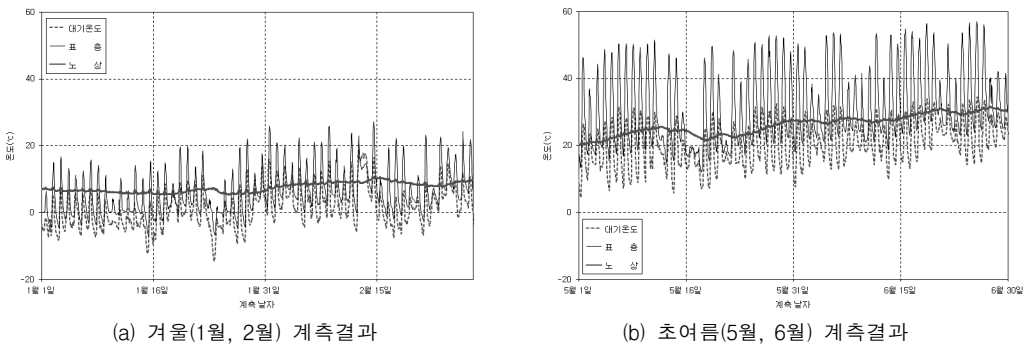 60
40
20
0
-20
온도(℃)
대기온도
표 층
노 상
1월 1일
1월 16일
1월 31일
2월 15일
계측 날자
(a) 겨울(1월, 2월) 계측결과
60
40
20
0
-20
온도(℃)
대기온도
표 층
노 상
5월 1일
5월 16일
5월 31일
6월 15일
6월 30일
계측 날자
(b) 초여름(5월, 6월) 계측결과